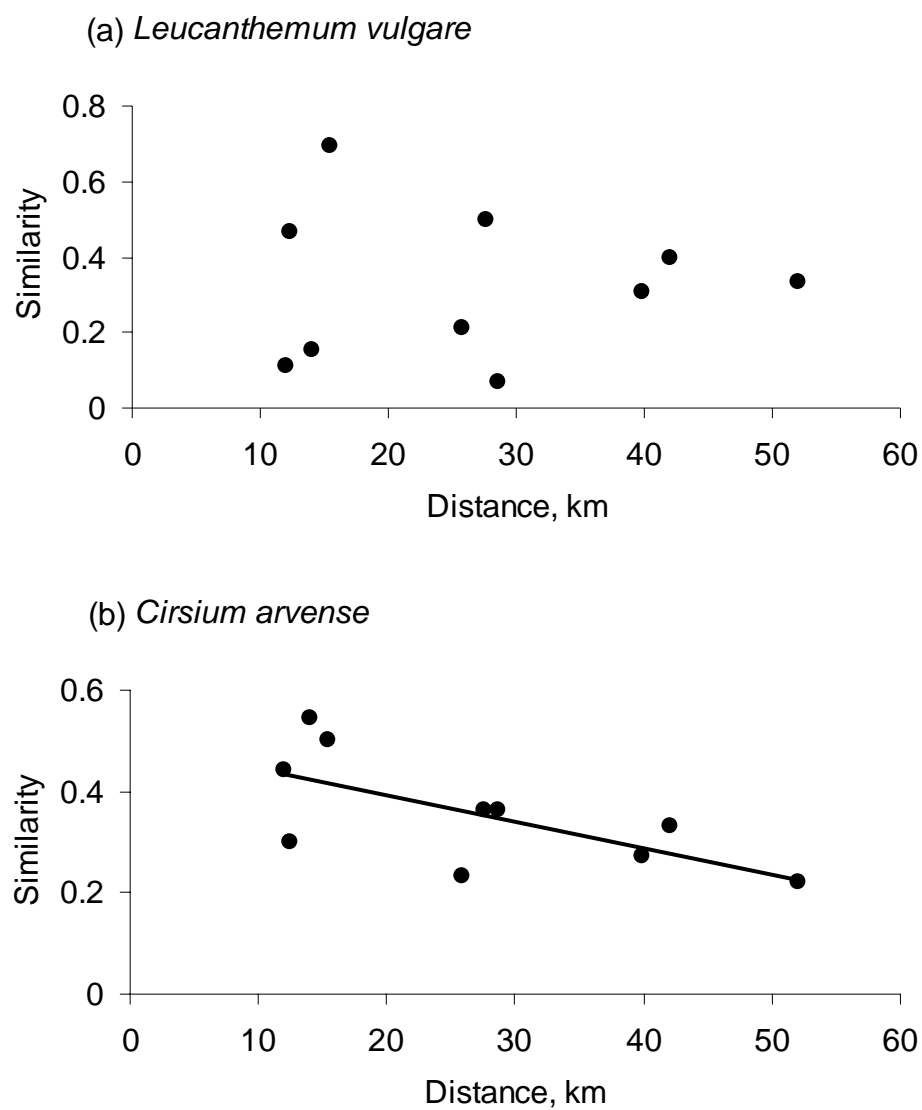 (a) Leucanthemum vulgare
0.8
0.6
0.4
0.2
0
Similarity
0 10 20 30 40 50 60
Distance, km
(b) Cirsium arvense
0.6
0.4
0.2
0
Similarity
0 10 20 30 40 50 60
Distance, km